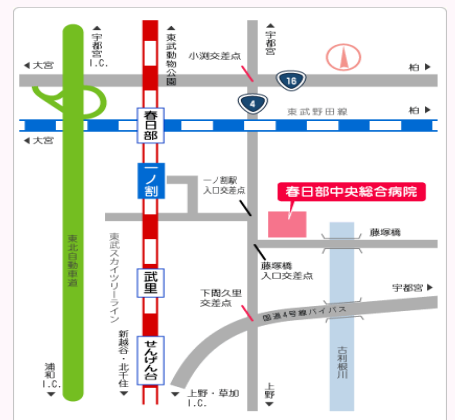 ▲宇都宮I.C.
▲東武動物公園
▲宇都宮
小渕交差点
◀大宮
柏▶
16
4
東武野田線
柏▶
◀大宮
春日部
一ノ割
一ノ割駅
入口交差点
春日部中央総合病院
東北自動車道
東武スカイツリーライン
藤塚橋
武里
藤塚橋
入口交差点
下間久里
交差点
宇都宮▶
国道4号線バイパス
せんげん台
新越谷・北千住▼
古利根川
浦和I.C.▼
▼上野・草加I.C.
上野▼